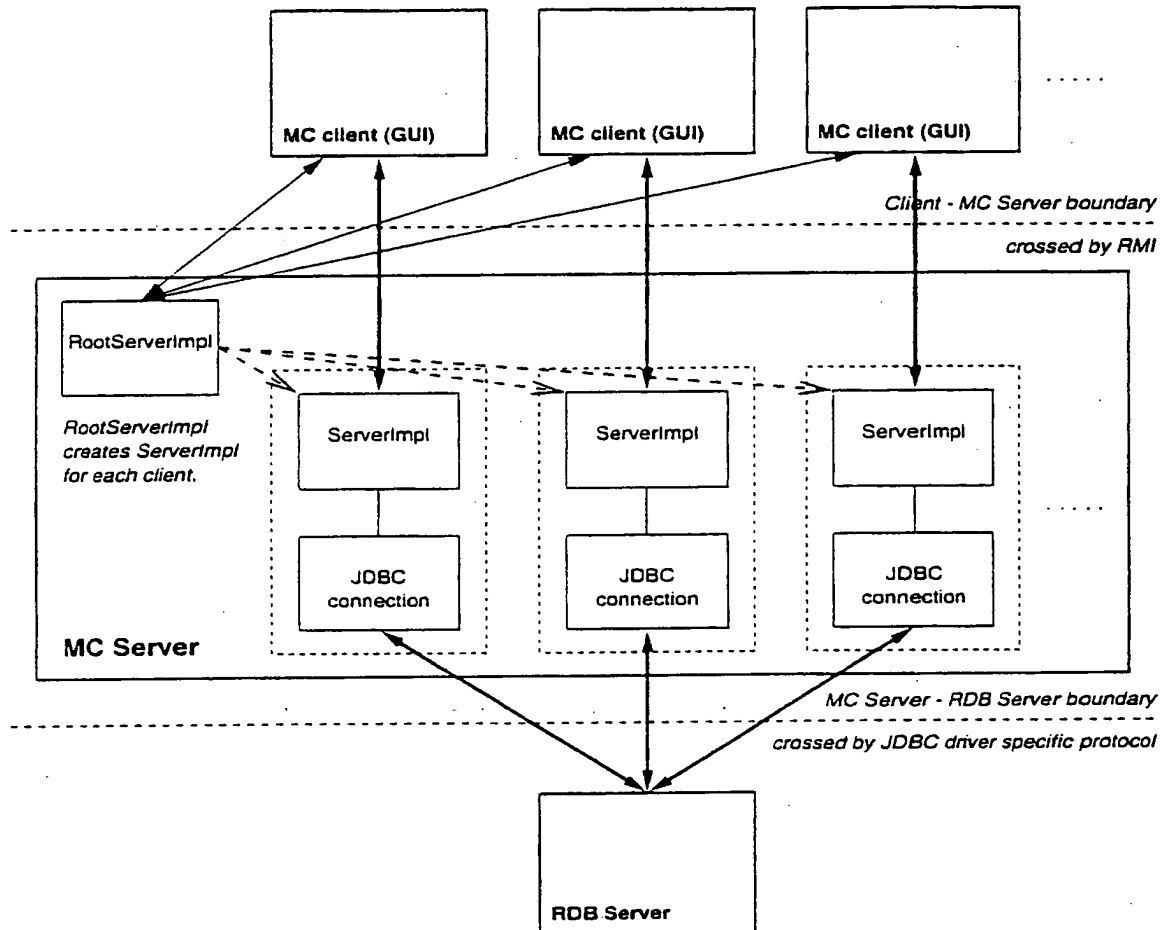 MC client (GUI)
MC client (GUI)
MC client (GUI)
.....
Client - MC Server boundary
crossed by RMI
RootServerImpl
RootServerImpl
creates ServerImpl
for each client.
ServerImpl
ServerImpl
ServerImpl
.....
JDBC
connection
JDBC
connection
JDBC
connection
MC Server
MC Server - RDB Server boundary
crossed by JDBC driver specific protocol
RDB Server